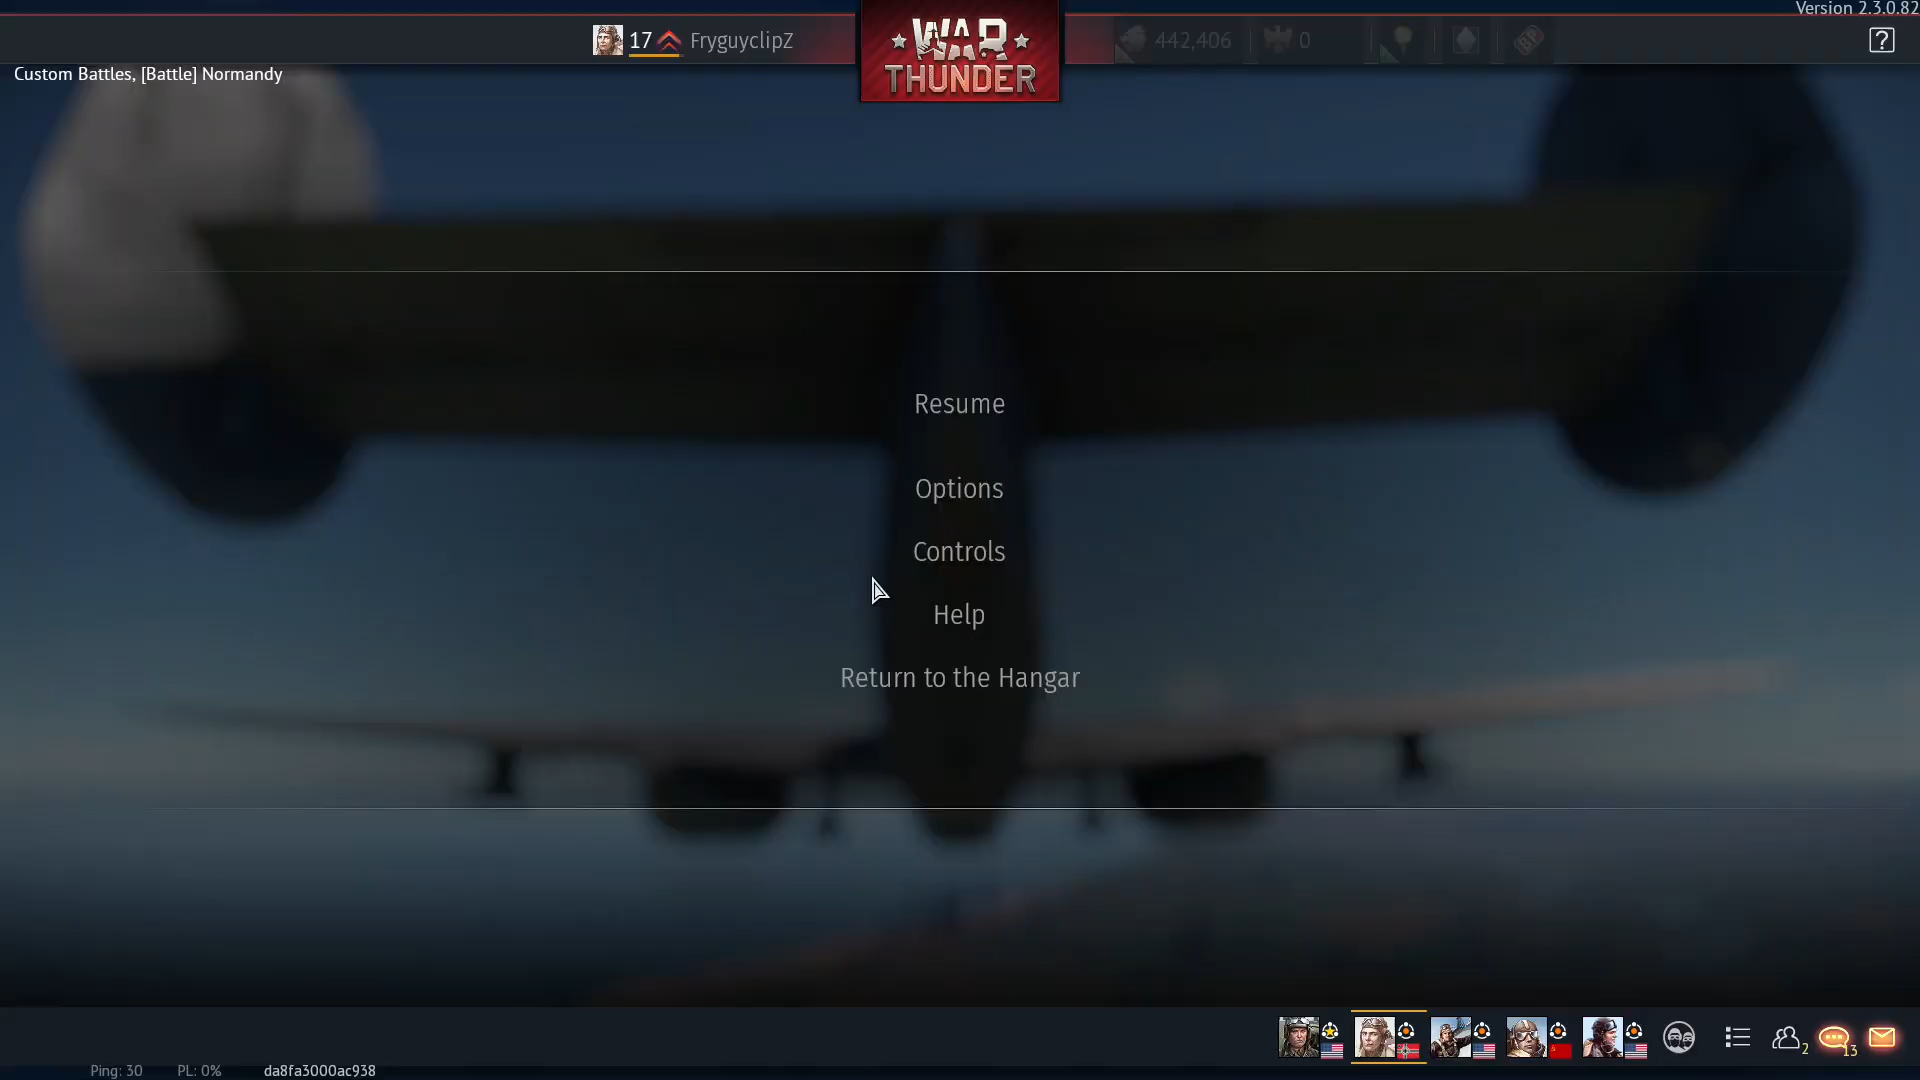 Version 2.3.0.82
17 FryguyclipZ
WAR
THUNDER
442,406
0
BP
?
Custom Battles, [Battle] Normandy
Resume
Options
Controls
Help
Return to the Hangar
2
13
Ping: 30 PL: 0% da8fa3000ac938